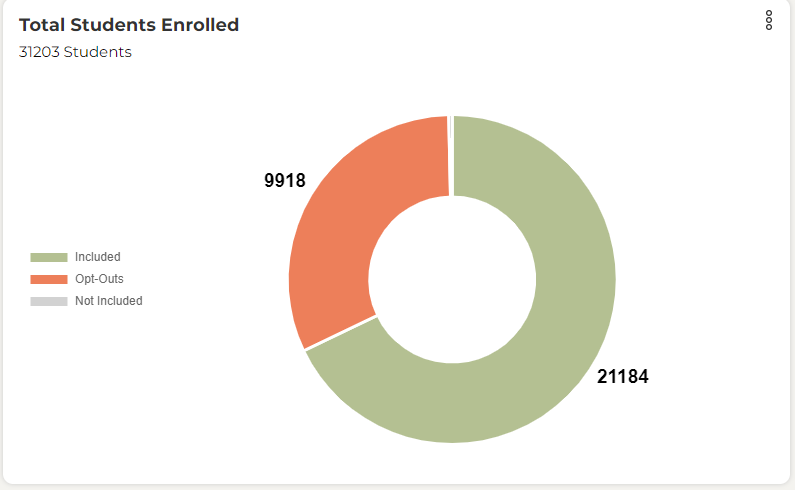 Total Students Enrolled
31203 Students
9918
Included
Opt-Outs
Not Included
21184